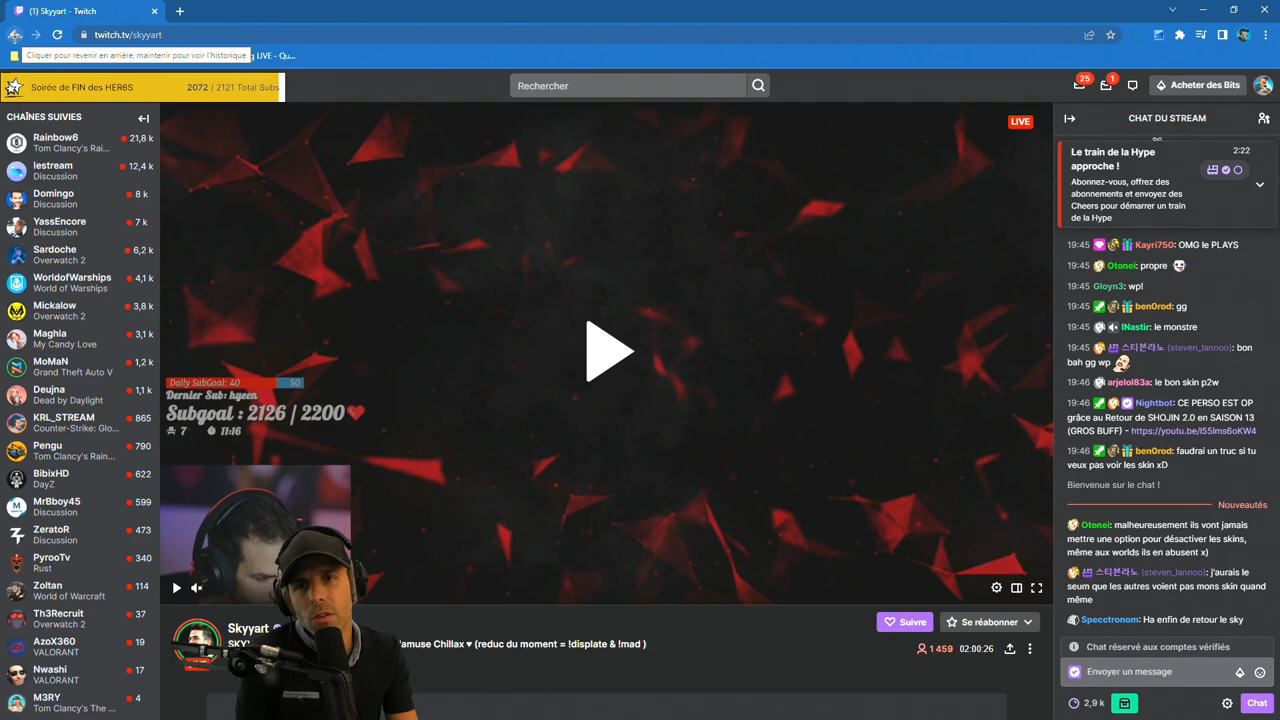 (1) Skyyart - Twitch
twitch.tv/skyyart
Cliquer pour revenir en arrière, maintenir pour voir l'historique
g LIVE - Qu...
Soirée de FIN des HER6S 2072 / 2121 Total Subs
Rechercher
25
1
Acheter des Bits
CHAÎNES SUIVIES
Rainbow6 21,8 k
Tom Clancy's Rai...
lestream 12,4 k
Discussion
Domingo 8 k
Discussion
YassEncore 7 k
Discussion
Sardoche 6,2 k
Overwatch 2
WorldofWarships 4,1 k
World of Warships
Mickalow 3,8 k
Overwatch 2
Maghla 3,1 k
My Candy Love
MoMaN 1,2 k
Grand Theft Auto V
Deujna 1,1 k
Dead by Daylight
KRL_STREAM 865
Counter-Strike: Glo...
Pengu 790
Tom Clancy's Rain...
BibixHD 622
DayZ
MrBboy45 599
Discussion
ZeratoR 473
Discussion
PyrooTv 340
Rust
Zoltan 114
World of Warcraft
Th3Recruit 37
Overwatch 2
AzoX360 19
VALORANT
Nwashi 17
VALORANT
M3RY 4
Tom Clancy's The ...
LIVE
Daily SubGoal: 40 50
Dernier Sub: hyeen
Subgoal : 2126 / 2200
7 11:16
Skyyart
SKY
'amuse Chillax ♥ (reduc du moment = !displate & !mad )
Suivre
Se réabonner
1 459 02:00:26
CHAT DU STREAM
Le train de la Hype
approche !
2:22
Abonnez-vous, offrez des
abonnements et envoyez des
Cheers pour démarrer un train
de la Hype
19:45 Kayri750: OMG le PLAYS
19:45 Otonei: propre
19:45 Gloyn3: wp!
19:45 ben0rod: gg
19:45 INastir: le monstre
19:45 스티븐라노 (steven_lannoo): bon
bah gg wp
19:46 arjelol83a: le bon skin p2w
19:46 Nightbot: CE PERSO EST OP
grâce au Retour de SHOJIN 2.0 en SAISON 13
(GROS BUFF) - https://youtu.be/l55lms6oKW4
19:46 ben0rod: faudrai un truc si tu
veux pas voir les skin xD
Bienvenue sur le chat !
Nouveautés
Otonei: malheureusement ils vont jamais
mettre une option pour désactiver les skins,
même aux worlds ils en abusent x)
스티븐라노 (steven_lannoo): j'aurais le
seum que les autres voient pas mons skin quand
même
Specctronom: Ha enfin de retour le sky
Chat réservé aux comptes vérifiés
Envoyer un message
2,9 k
Chat